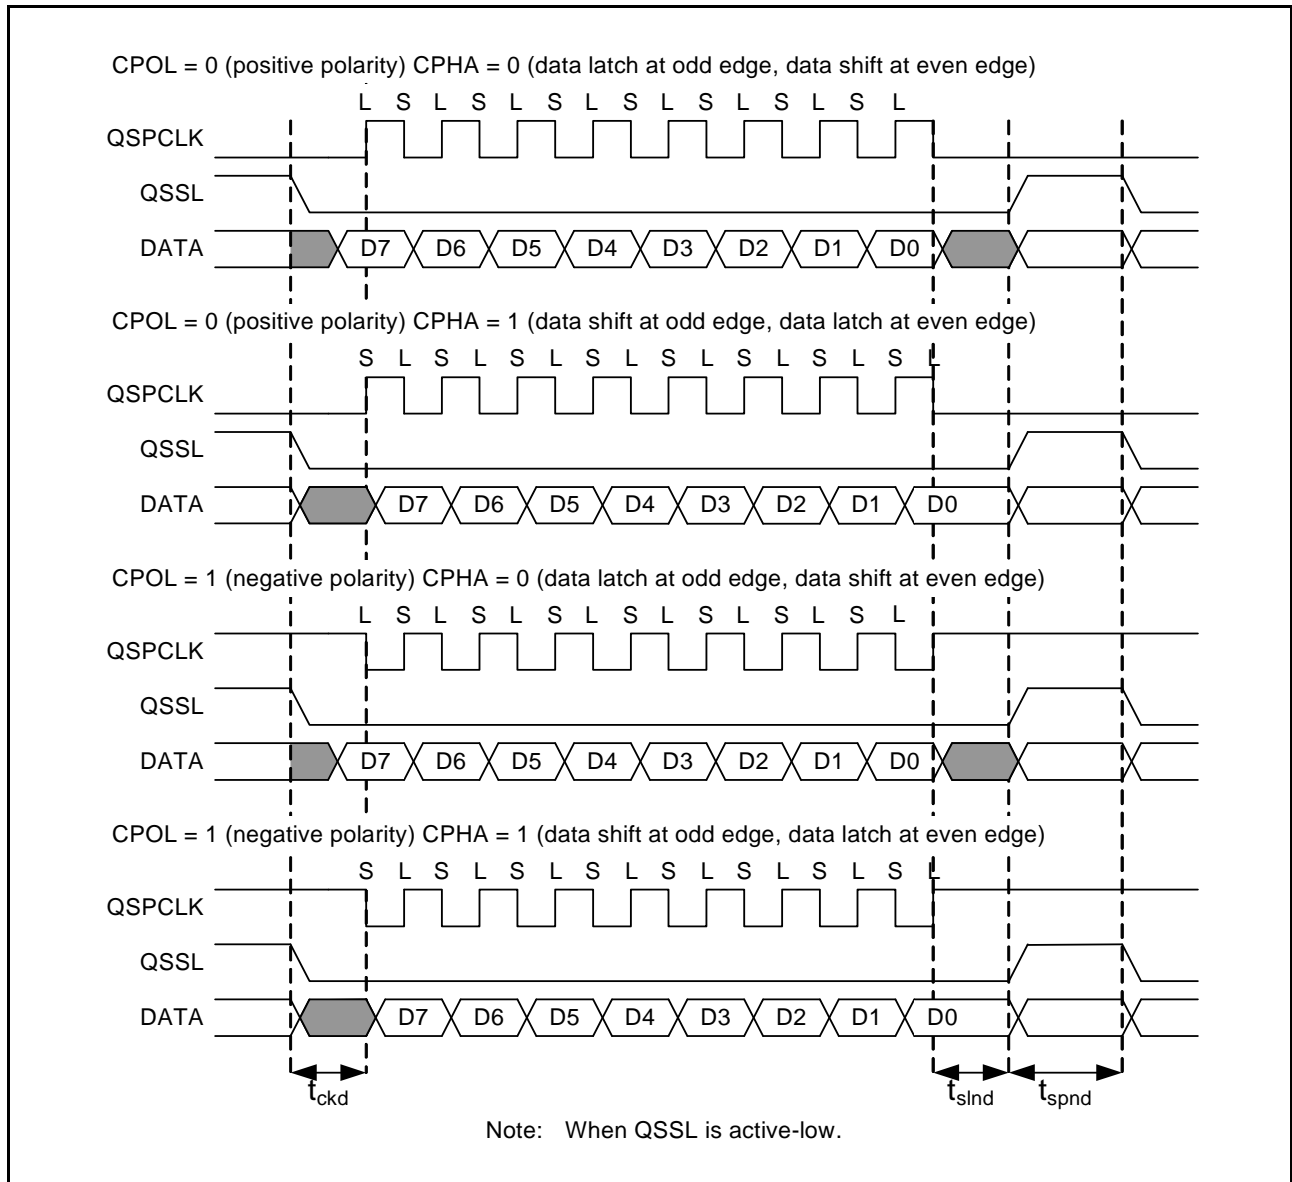 CPOL = 0 (positive polarity) CPHA = 0 (data latch at odd edge, data shift at even edge)
L S L S L S L S L S L S L S L
QSPCLK
QSSL
DATA D7 D6 D5 D4 D3 D2 D1 D0
CPOL = 0 (positive polarity) CPHA = 1 (data shift at odd edge, data latch at even edge)
S L S L S L S L S L S L S L S L
QSPCLK
QSSL
DATA D7 D6 D5 D4 D3 D2 D1 D0
CPOL = 1 (negative polarity) CPHA = 0 (data latch at odd edge, data shift at even edge)
L S L S L S L S L S L S L S L
QSPCLK
QSSL
DATA D7 D6 D5 D4 D3 D2 D1 D0
CPOL = 1 (negative polarity) CPHA = 1 (data shift at odd edge, data latch at even edge)
S L S L S L S L S L S L S L S L
QSPCLK
QSSL
DATA D7 D6 D5 D4 D3 D2 D1 D0
tckd tslnd tspnd
Note: When QSSL is active-low.